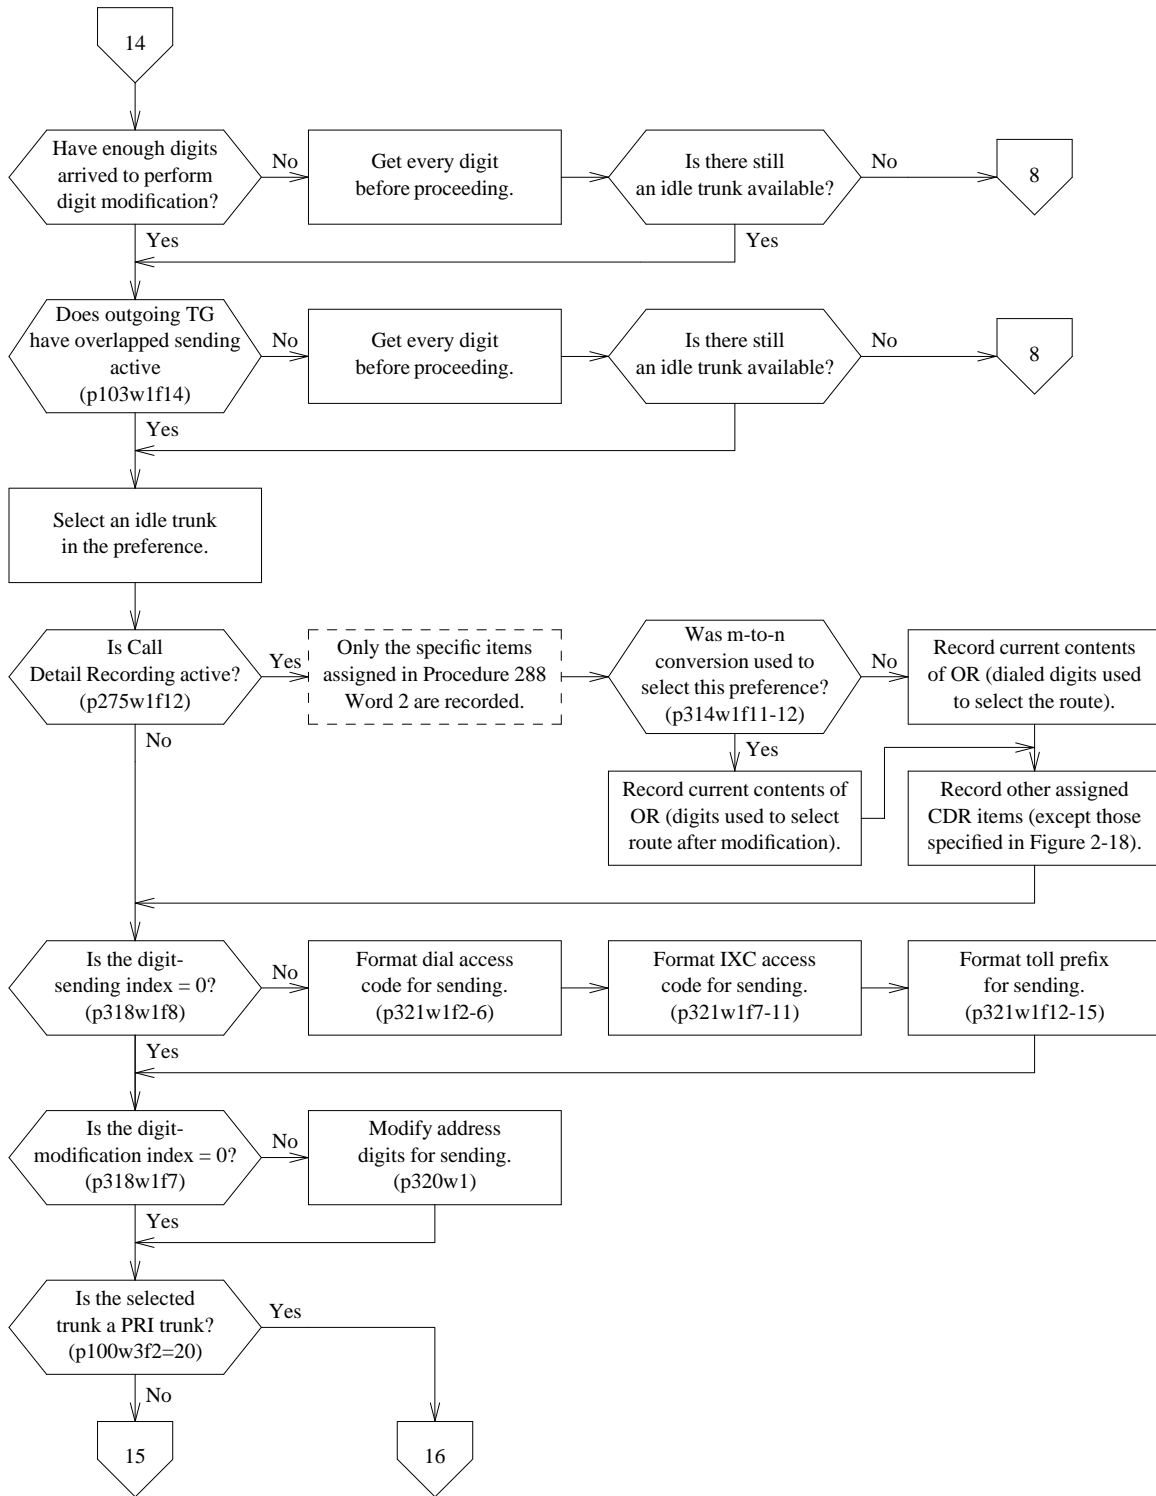 14
Have enough digits
arrived to perform
digit modification?
No
Get every digit
before proceeding.
Is there still
an idle trunk available?
No
8
Yes
Yes
Does outgoing TG
have overlapped sending
active
(p103w1f14)
No
Get every digit
before proceeding.
Is there still
an idle trunk available?
No
8
Yes
Select an idle trunk
in the preference.
Is Call
Detail Recording active?
(p275w1f12)
Yes
Only the specific items
assigned in Procedure 288
Word 2 are recorded.
Was m-to-n
conversion used to
select this preference?
(p314w1f11-12)
No
Record current contents
of OR (dialed digits used
to select the route).
No
Yes
Record current contents of
OR (digits used to select
route after modification).
Record other assigned
CDR items (except those
specified in Figure 2-18).
Is the digit-
sending index = 0?
(p318w1f8)
No
Format dial access
code for sending.
(p321w1f2-6)
Format IXC access
code for sending.
(p321w1f7-11)
Format toll prefix
for sending.
(p321w1f12-15)
Yes
Is the digit-
modification index = 0?
(p318w1f7)
No
Modify address
digits for sending.
(p320w1)
Yes
Is the selected
trunk a PRI trunk?
(p100w3f2=20)
Yes
No
15
16